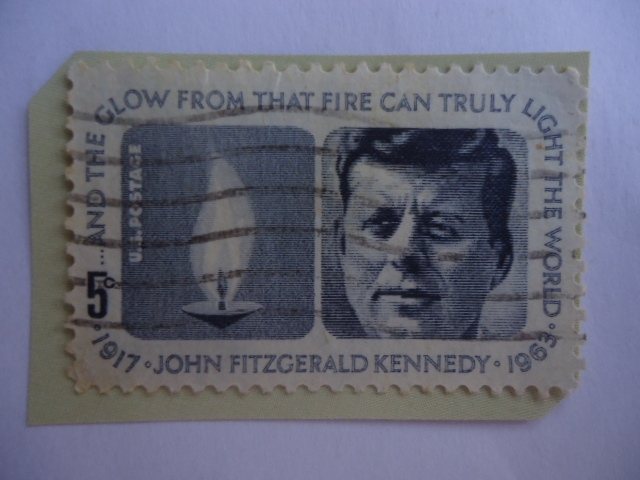 ...AND THE GLOW FROM THAT FIRE CAN TRULY LIGHT THE WORLD
U.S. POSTAGE
5c
• 1917 • JOHN FITZGERALD KENNEDY • 1963 •